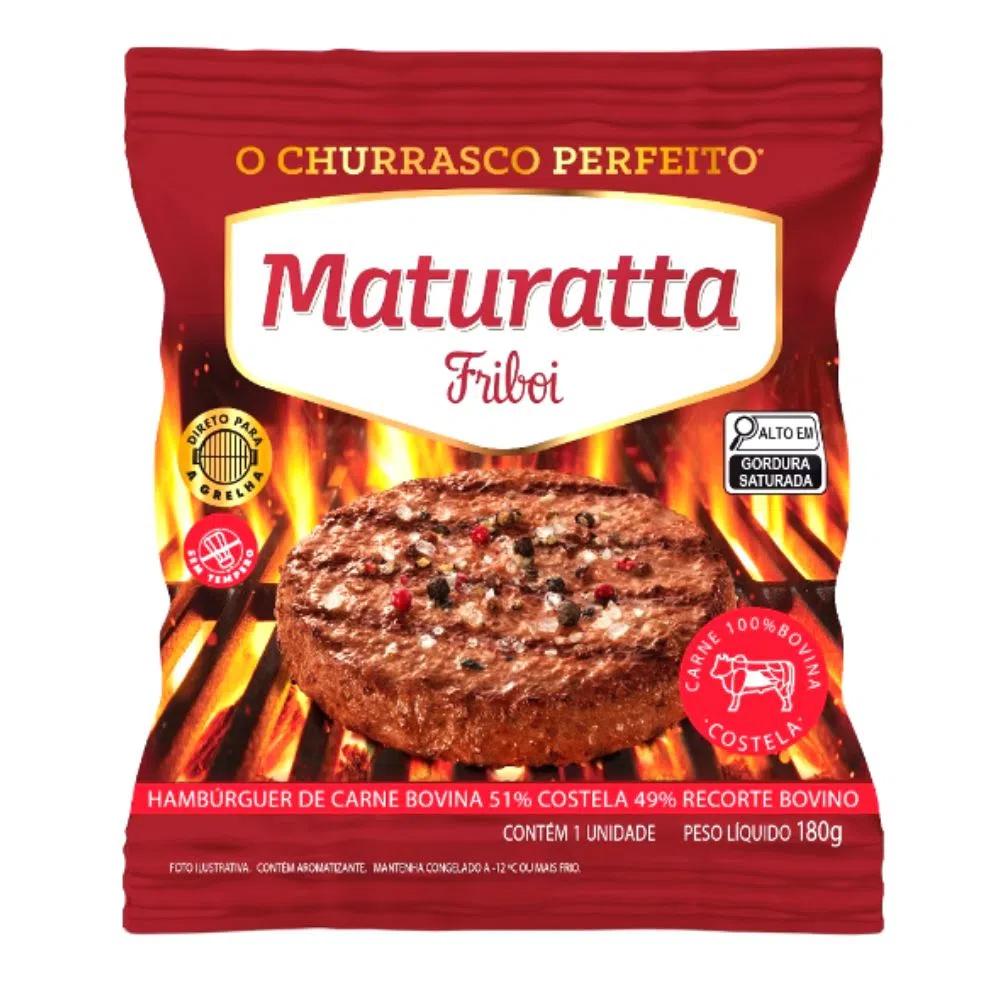 O CHURRASCO PERFEITO*
Maturatta
Friboi
DIRETO PARA
A GRELHA
ALTO EM
GORDURA
SATURADA
SEM TEMPERO
CARNE 100% BOVINA
·COSTELA·
HAMBÚRGUER DE CARNE BOVINA 51% COSTELA 49% RECORTE BOVINO
CONTÉM 1 UNIDADE PESO LÍQUIDO 180g
FOTO ILUSTRATIVA. CONTÉM AROMATIZANTE. MANTENHA CONGELADO A -12 °C OU MAIS FRIO.